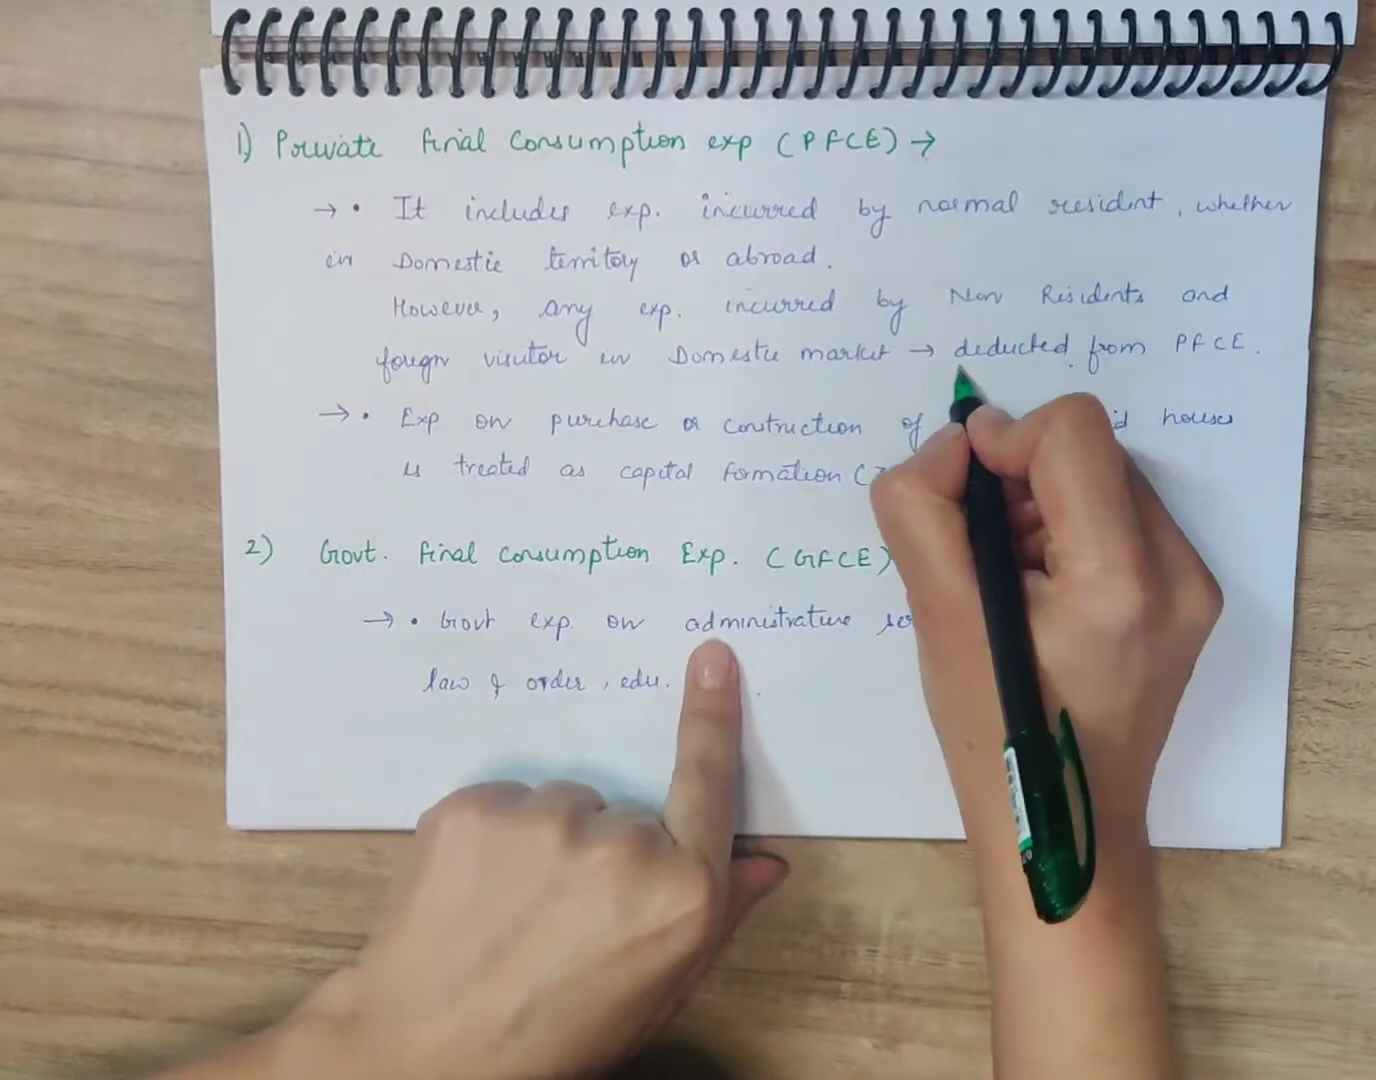 1) Private final Consumption exp (PFCE) →
→ • It includes exp. incurred by normal resident, whether
in Domestic territory or abroad.
However, any exp. incurred by Non Residents and
foreign visitor in Domestic market → deducted from PFCE.
→ • Exp on purchase or construction of houses
is treated as capital formation (
2) Govt. final consumption Exp. (GFCE)
→ • Govt exp. on administrative
law & order, edu.